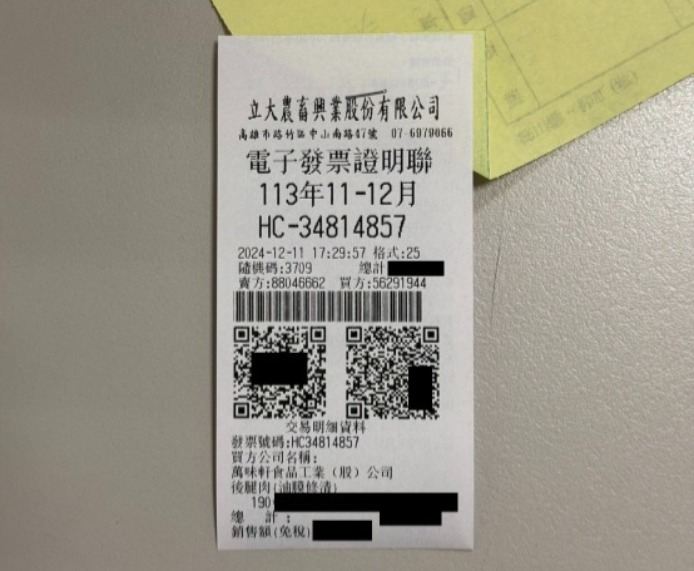 立大農畜興業股份有限公司
高雄市路竹區中山南路47號 07-6979066
電子發票證明聯
113年11-12月
HC-34814857
2024-12-11 17:29:57 格式:25
隨機碼:3709 總計
賣方:88046662 買方:56291944
交易明細資料
發票號碼:HC34814857
買方公司名稱:
萬味軒食品工業（股）公司
後腿肉(油膜修清)
190
總 計:
銷售額(免稅)